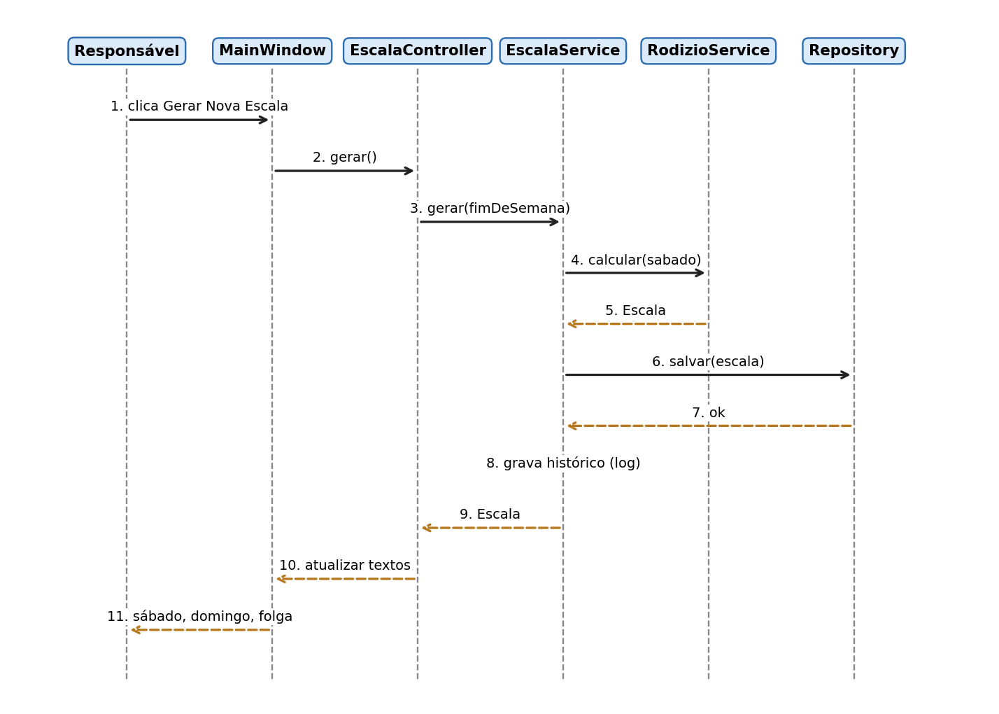 Responsável MainWindow EscalaController EscalaService RodizioService Repository
1. clica Gerar Nova Escala
2. gerar()
3. gerar(fimDeSemana)
4. calcular(sabado)
5. Escala
6. salvar(escala)
7. ok
8. grava histórico (log)
9. Escala
10. atualizar textos
11. sábado, domingo, folga